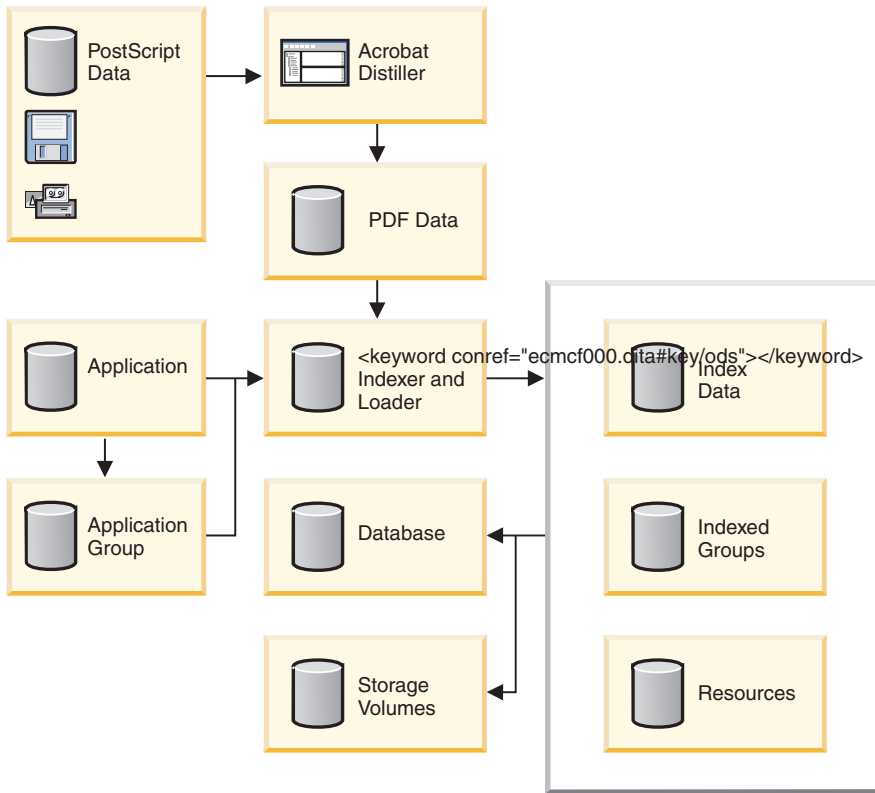 PostScript
Data
Acrobat
Distiller
PDF Data
Application
<keyword conref="ecmcf000.dita#key/ods"></keyword>
Indexer and
Loader
Index
Data
Application
Group
Database
Indexed
Groups
Storage
Volumes
Resources